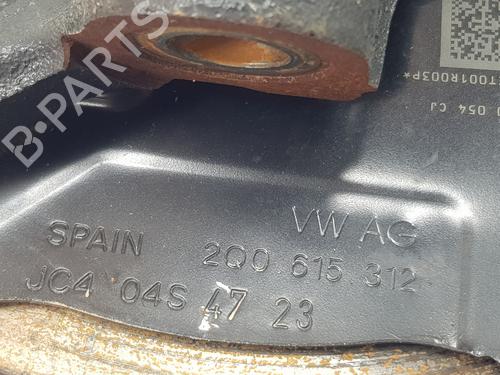 T001R003P*
054 CJ
VW AG
SPAIN 2Q0 615 312
JC4 04S 47 23
B-Parts